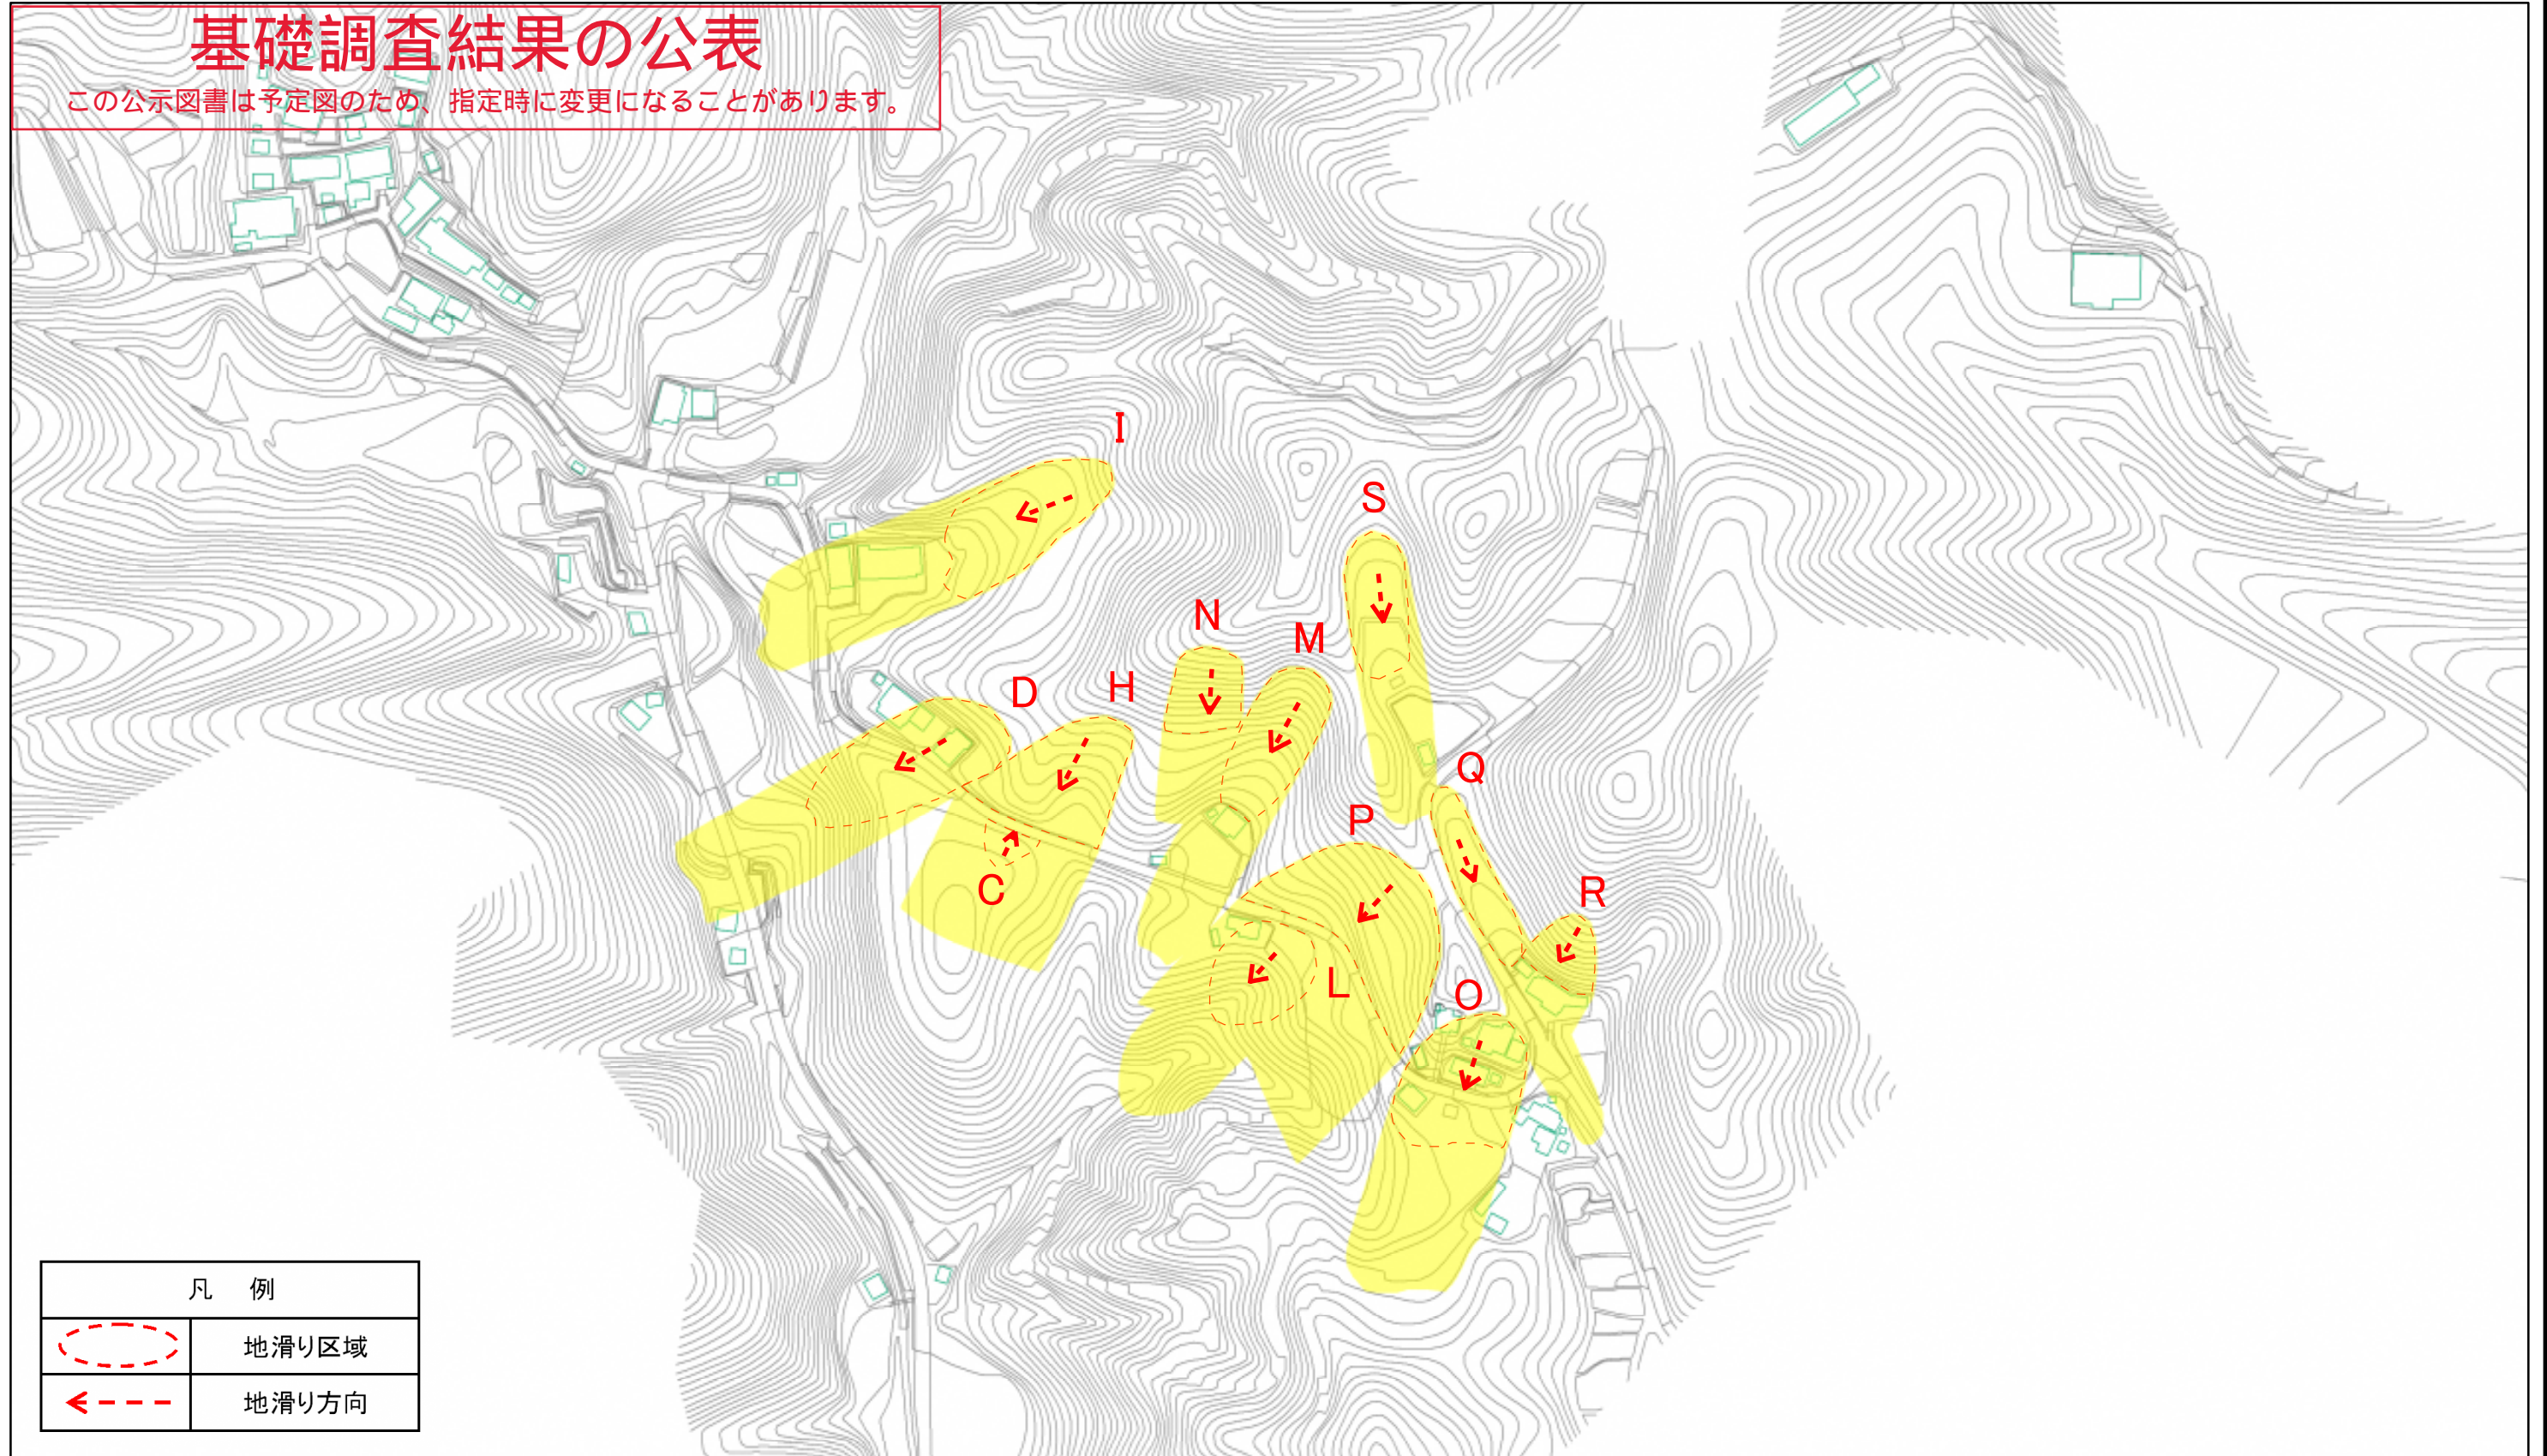 基礎調査結果の公表
この公示図書は予定図のため、指定時に変更になることがあります。
I
S
N
M
D
H
Q
P
C
R
L
O
凡 例
地滑り区域
地滑り方向